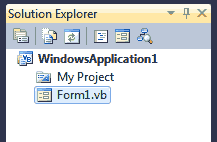 Solution Explorer
WindowsApplication1
My Project
Form1.vb